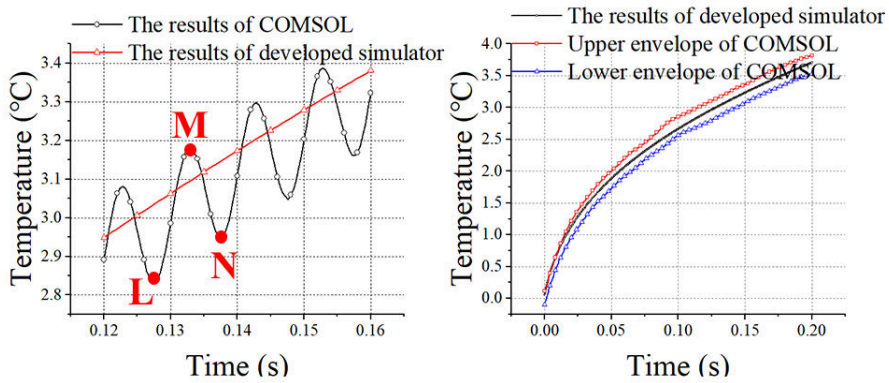 The results of COMSOL
The results of developed simulator
Temperature (°C)
3.4
3.3
3.2
3.1
3.0
2.9
2.8
M
L
N
0.12
0.13
0.14
0.15
0.16
Time (s)
The results of developed simulator
Upper envelope of COMSOL
Lower envelope of COMSOL
Temperature (°C)
4.0
3.5
3.0
2.5
2.0
1.5
1.0
0.5
0.0
0.00
0.05
0.10
0.15
0.20
Time (s)